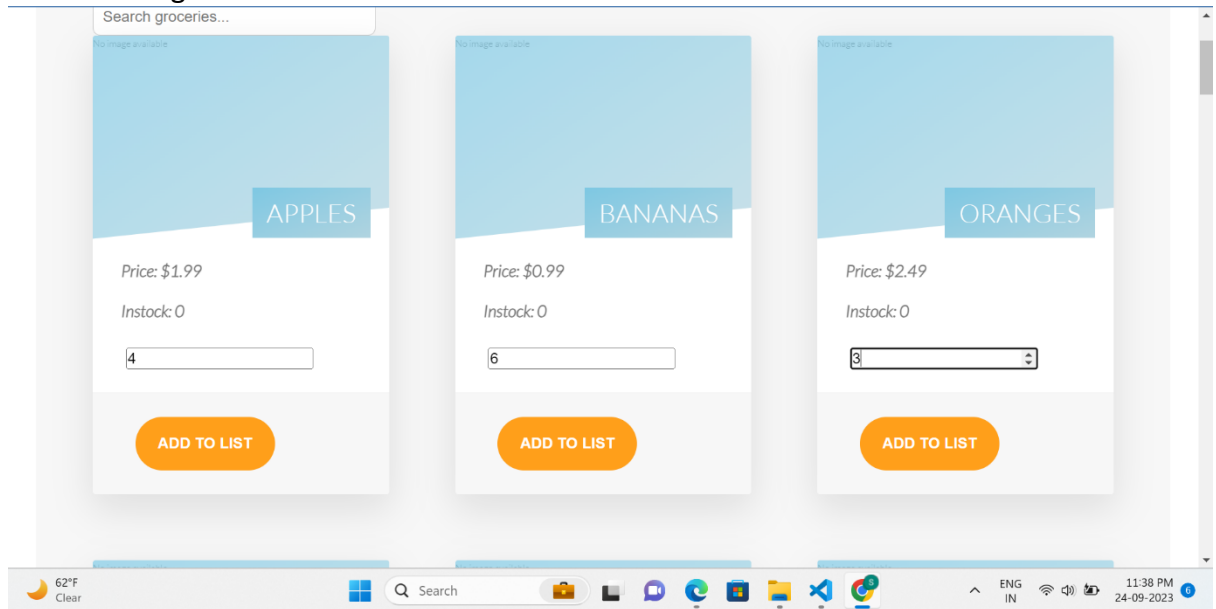 Search groceries...
No image available
No image available
No image available
APPLES
BANANAS
ORANGES
Price: $1.99
Price: $0.99
Price: $2.49
Instock: 0
Instock: 0
Instock: 0
4
6
3
ADD TO LIST
ADD TO LIST
ADD TO LIST
62°F
Clear
Search
ENG
IN
11:38 PM
24-09-2023
6